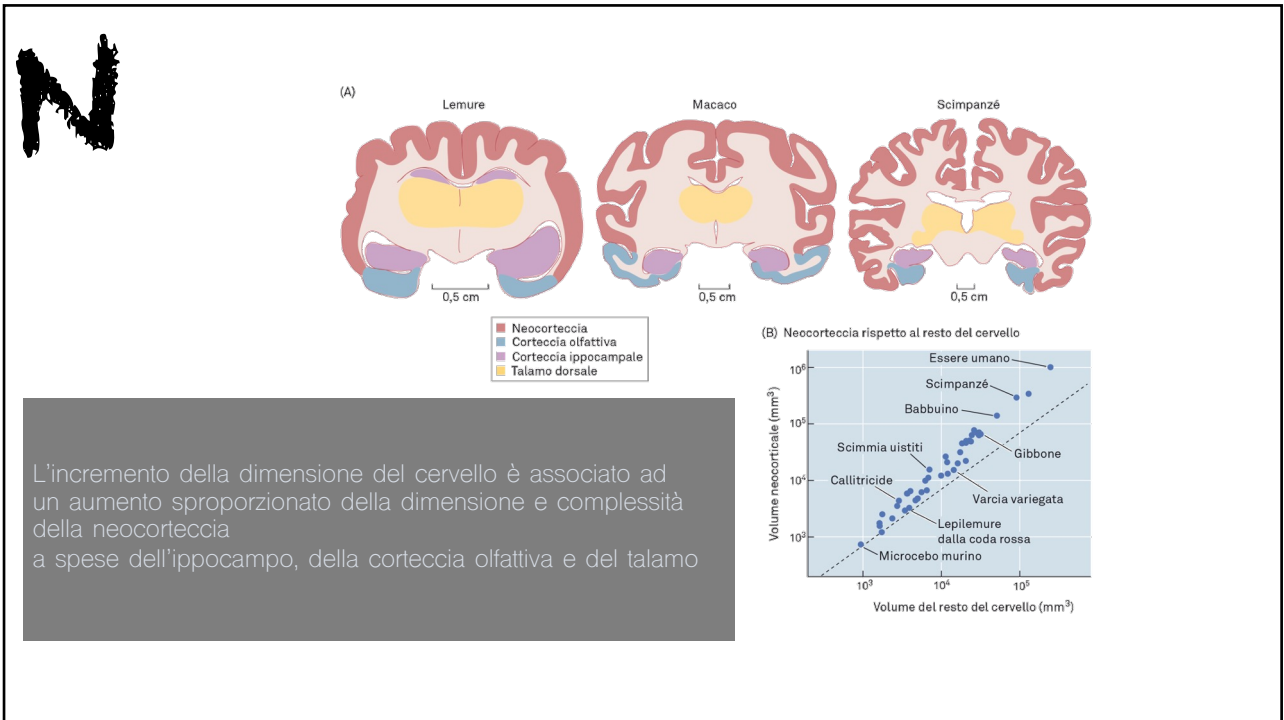 N
(A)
Lemure
Macaco
Scimpanzé
0,5 cm
0,5 cm
0,5 cm
Neocorteccia
Corteccia olfattiva
Corteccia ippocampale
Talamo dorsale
L'incremento della dimensione del cervello è associato ad
un aumento sproporzionato della dimensione e complessità
della neocorteccia
a spese dell'ippocampo, della corteccia olfattiva e del talamo
(B) Neocorteccia rispetto al resto del cervello
Volume neocorticale (mm³)
10⁶
10⁵
10⁴
10³
Essere umano
Scimpanzé
Babbuino
Scimmia uistiti
Gibbone
Callitricide
Varcia variegata
Lepilemure
dalla coda rossa
Microcebo murino
10³
10⁴
10⁵
Volume del resto del cervello (mm³)